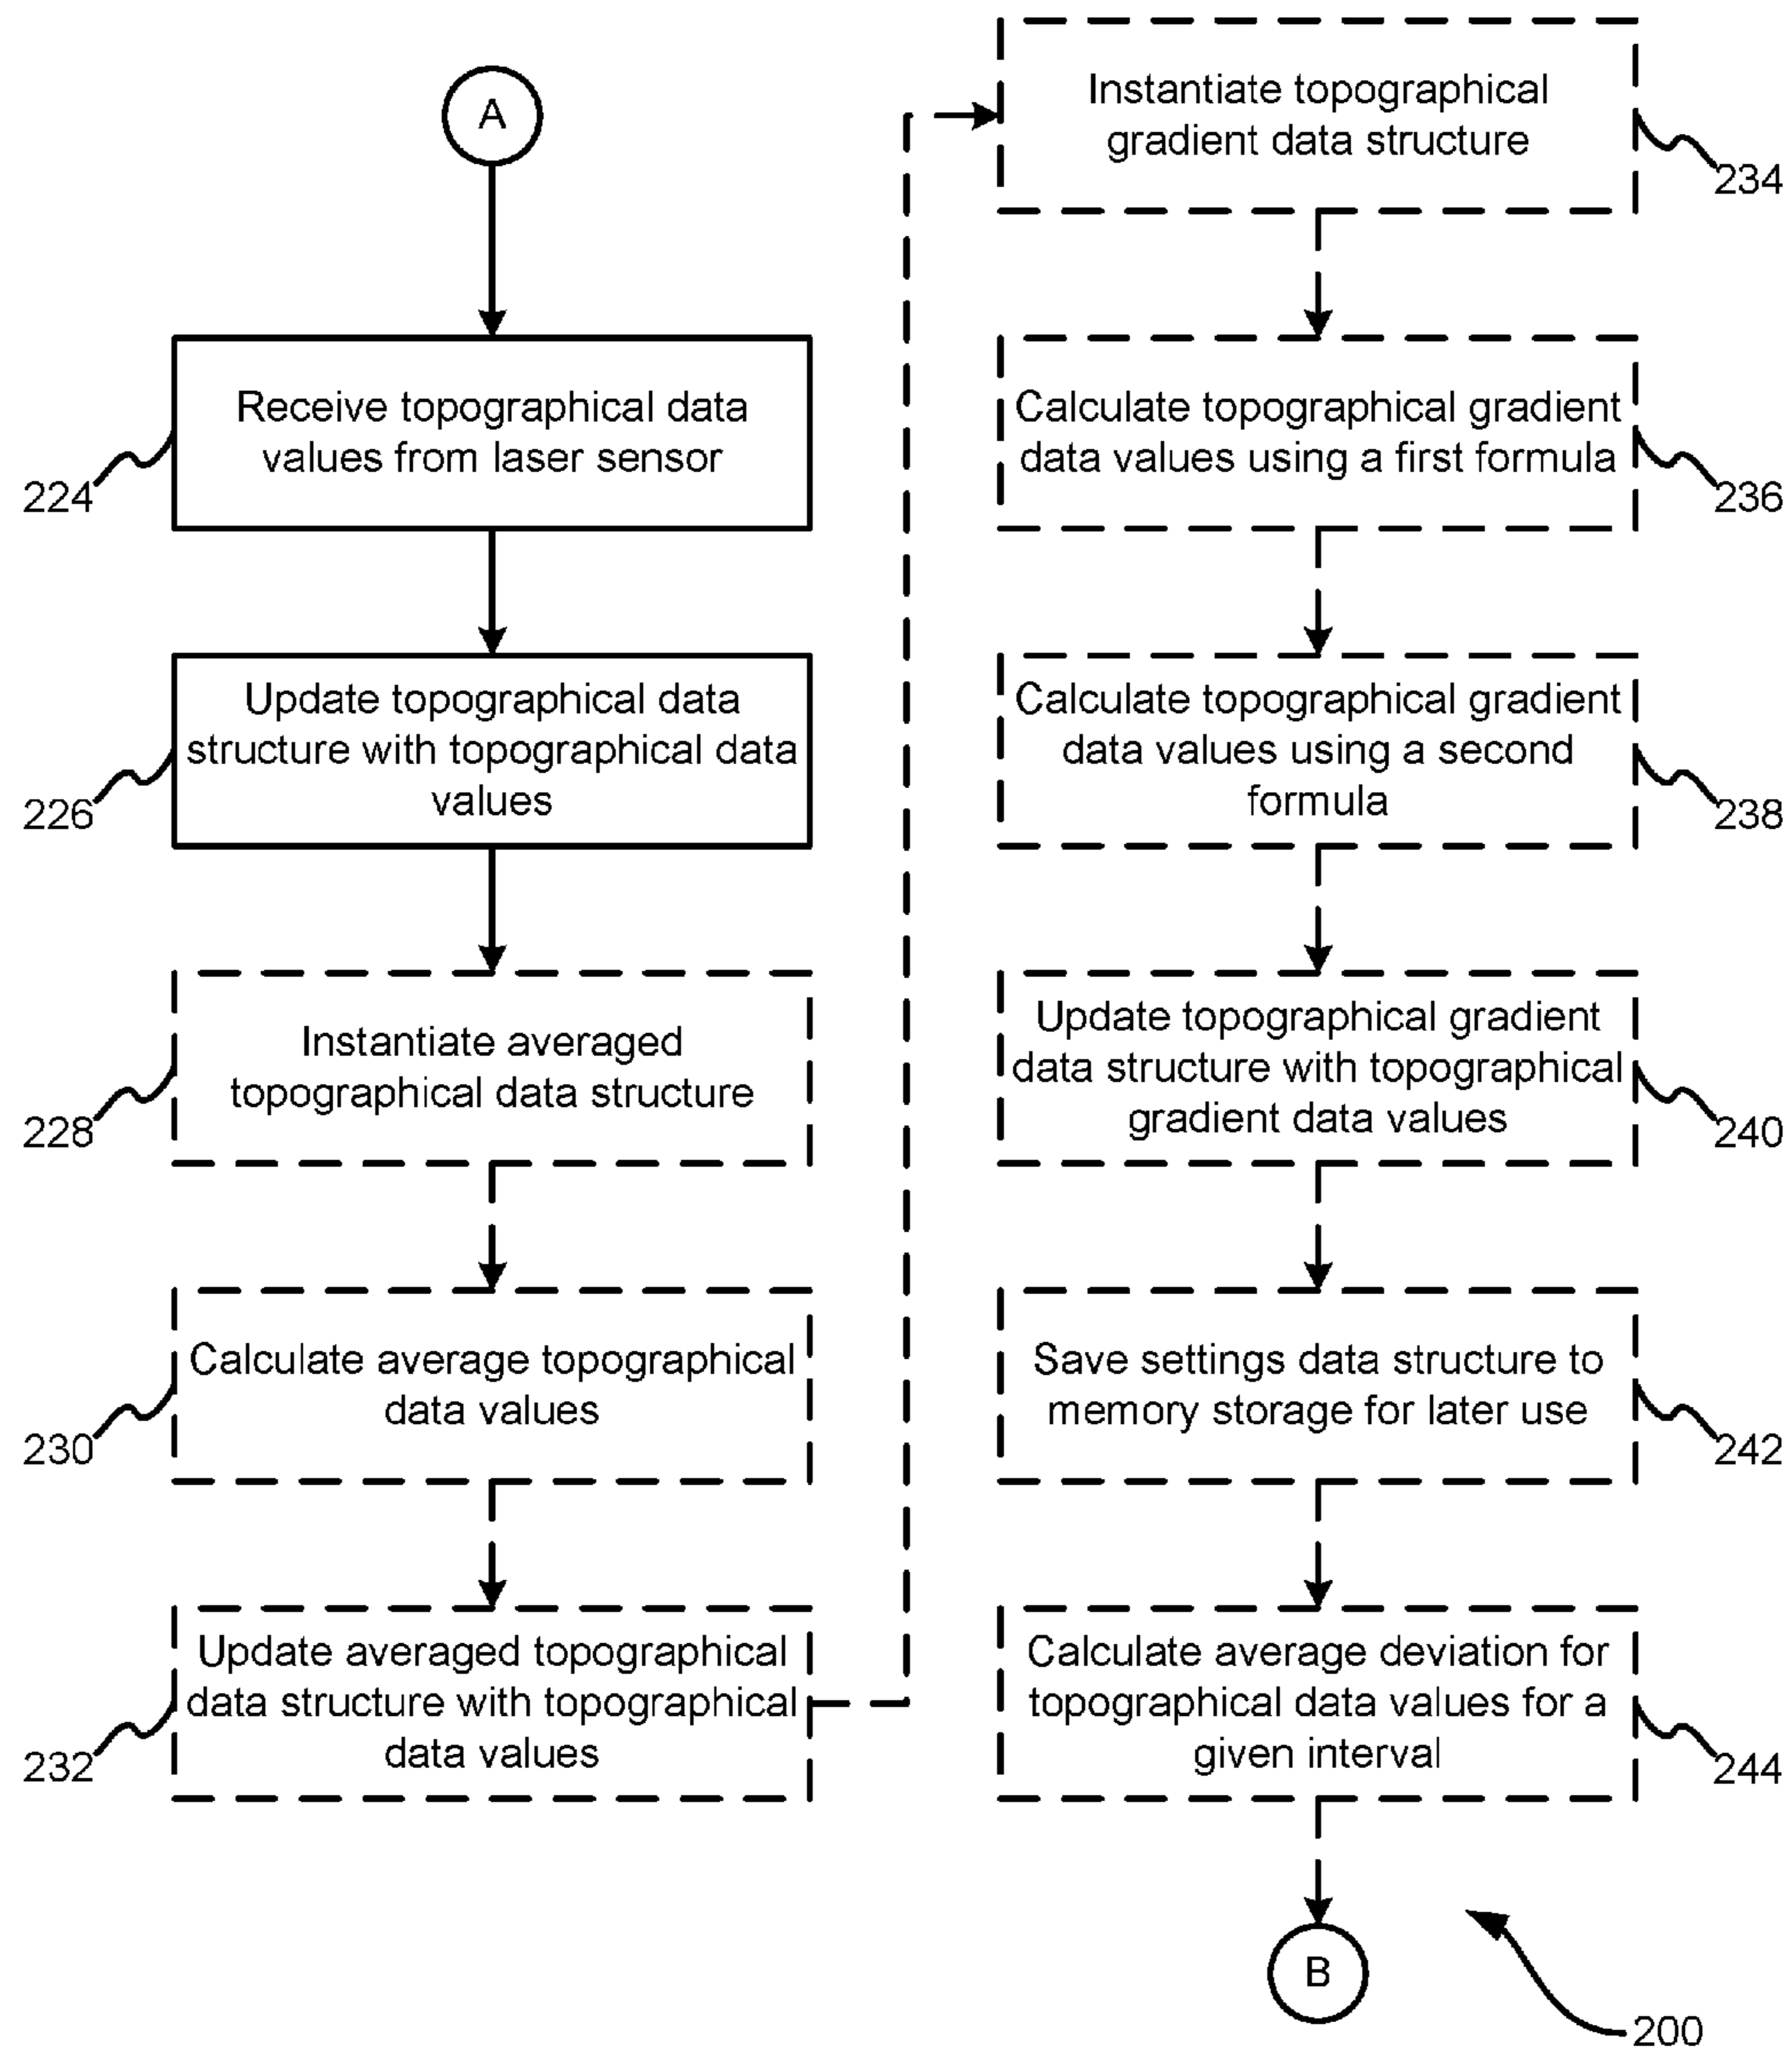 A
Receive topographical data
values from laser sensor
224
Update topographical data
structure with topographical data
values
226
Instantiate averaged
topographical data structure
228
Calculate average topographical
data values
230
Update averaged topographical
data structure with topographical
data values
232
Instantiate topographical
gradient data structure
234
Calculate topographical gradient
data values using a first formula
236
Calculate topographical gradient
data values using a second
formula
238
Update topographical gradient
data structure with topographical
gradient data values
240
Save settings data structure to
memory storage for later use
242
Calculate average deviation for
topographical data values for a
given interval
244
B
200